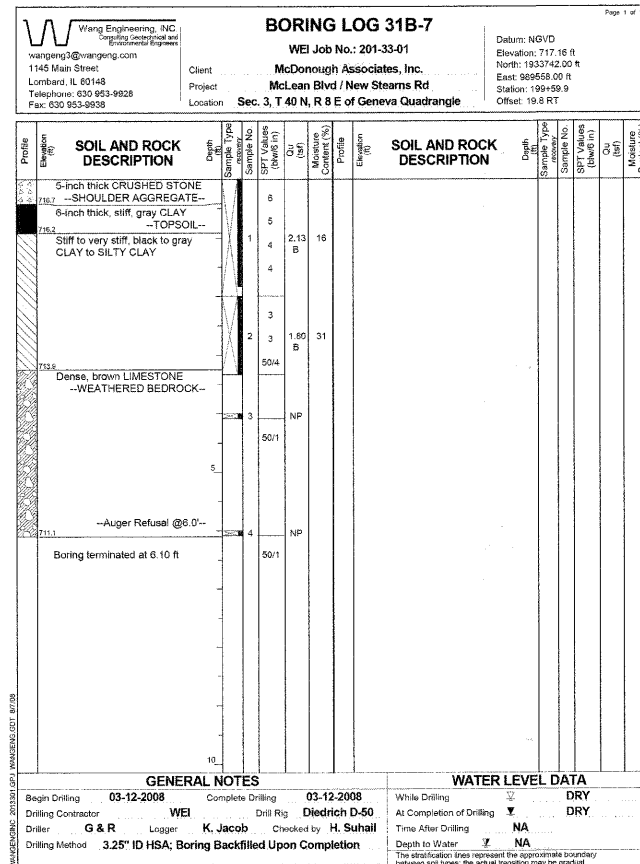 Page 1 of
Wang Engineering, INC
Consulting Geotechnical and
Environmental Engineers
wangeng3@wangeng.com
1145 Main Street
Lombard, IL 60148
Telephone: 630 953-9928
Fax: 630 953-9938
BORING LOG 31B-7
WEI Job No.: 201-33-01
Client McDonough Associates, Inc.
Project McLean Blvd / New Stearns Rd
Location Sec. 3, T 40 N, R 8 E of Geneva Quadrangle
Datum: NGVD
Elevation: 717.16 ft
North: 1933742.00 ft
East: 989558.00 ft
Station: 199+59.9
Offset: 19.8 RT
Profile Elevation (ft) SOIL AND ROCK DESCRIPTION Depth (ft) Sample Type recovery Sample No. SPT Values (blw/6 in) Qu (tsf) Moisture Content (%) Profile Elevation (ft) SOIL AND ROCK DESCRIPTION Depth (ft) Sample Type recovery Sample No. SPT Values (blw/6 in) Qu (tsf) Moisture
5-inch thick CRUSHED STONE
716.7 --SHOULDER AGGREGATE-- 6
6-inch thick, stiff, gray CLAY
716.2 --TOPSOIL-- 5
Stiff to very stiff, black to gray 1 2.13 16
CLAY to SILTY CLAY 4 B
4
3
2 3 1.60 31
B
713.9 50/4
Dense, brown LIMESTONE
--WEATHERED BEDROCK--
3 NP
50/1
5
--Auger Refusal @6.0'--
711.1 4 NP
Boring terminated at 6.10 ft 50/1
10
WANGENGINC 2013301.GPJ WANGENG.GDT 8/7/08
GENERAL NOTES
Begin Drilling 03-12-2008 Complete Drilling 03-12-2008
Drilling Contractor WEI Drill Rig Diedrich D-50
Driller G & R Logger K. Jacob Checked by H. Suhail
Drilling Method 3.25" ID HSA; Boring Backfilled Upon Completion
WATER LEVEL DATA
While Drilling DRY
At Completion of Drilling DRY
Time After Drilling NA
Depth to Water NA
The stratification lines represent the approximate boundary
between soil types; the actual transition may be gradual